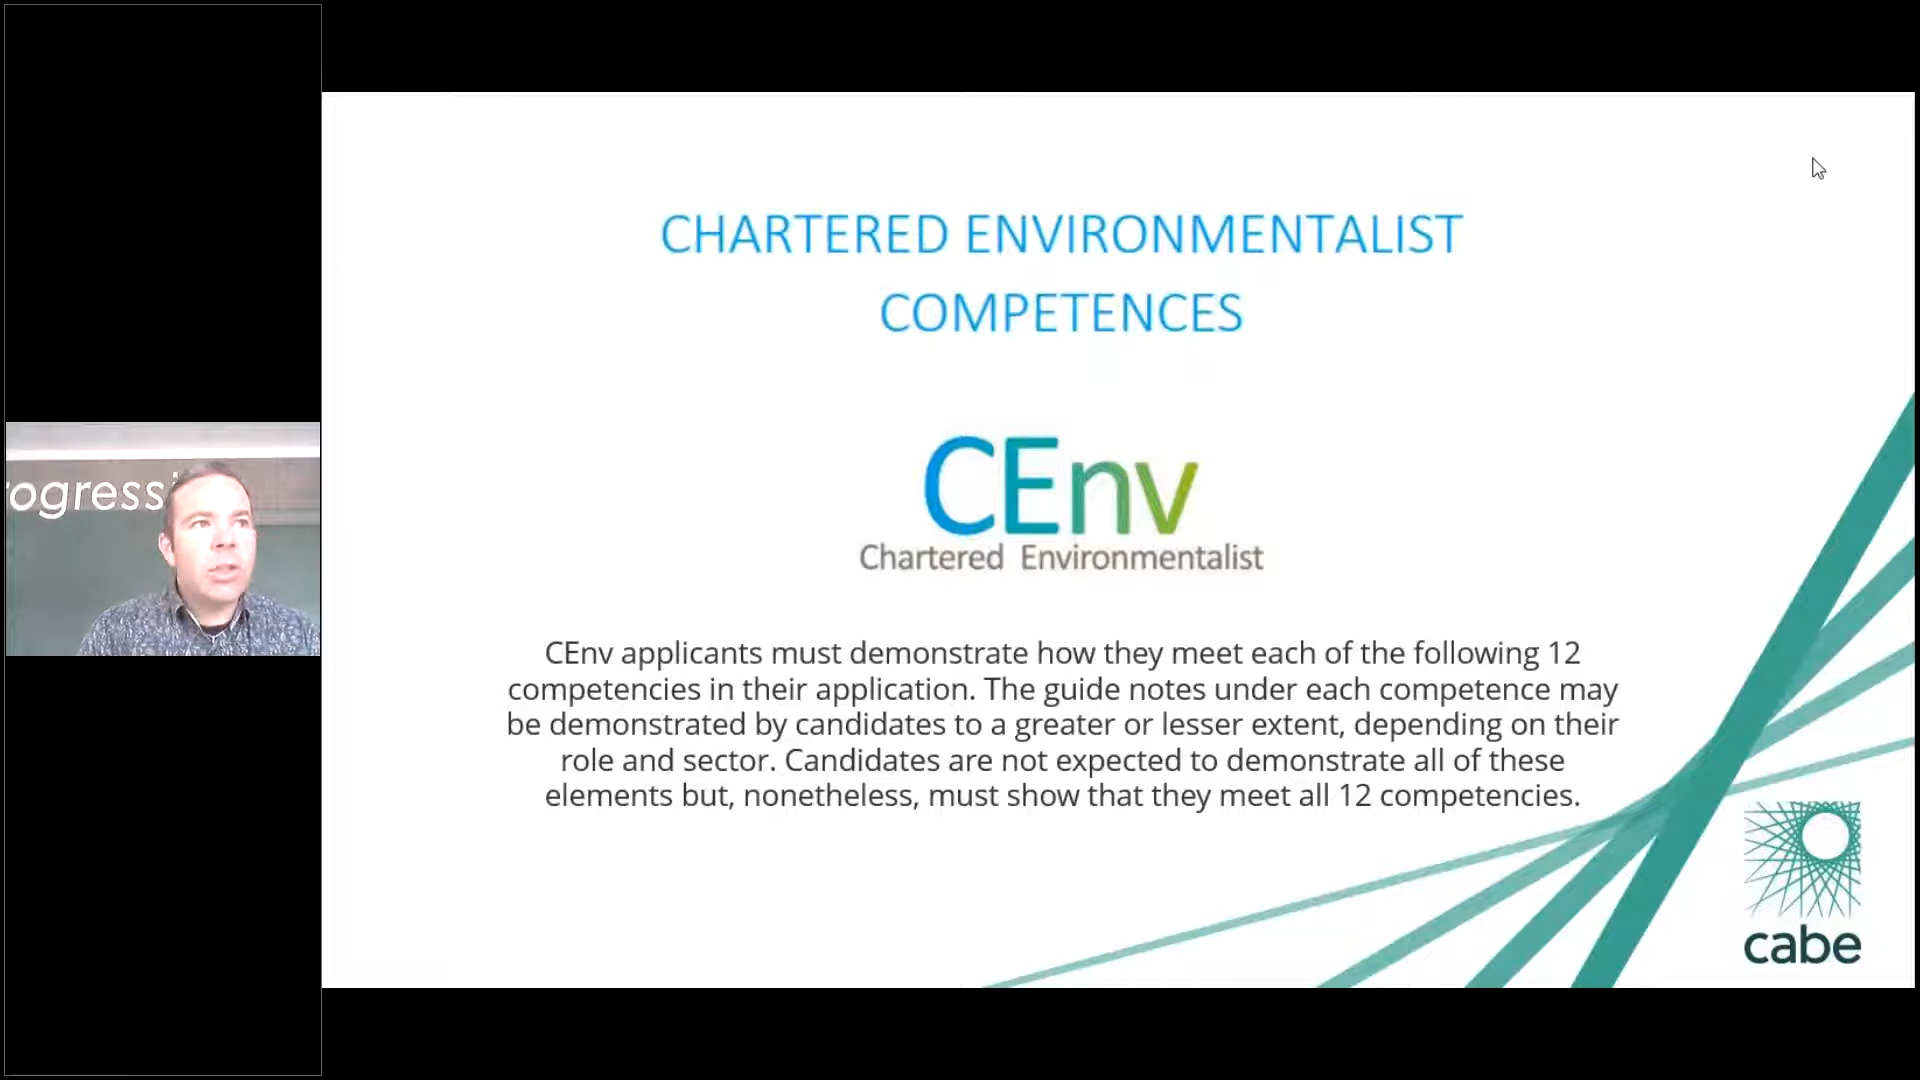 CHARTERED ENVIRONMENTALIST
COMPETENCES
CEnv
Chartered Environmentalist
CEnv applicants must demonstrate how they meet each of the following 12
competencies in their application. The guide notes under each competence may
be demonstrated by candidates to a greater or lesser extent, depending on their
role and sector. Candidates are not expected to demonstrate all of these
elements but, nonetheless, must show that they meet all 12 competencies.
cabe